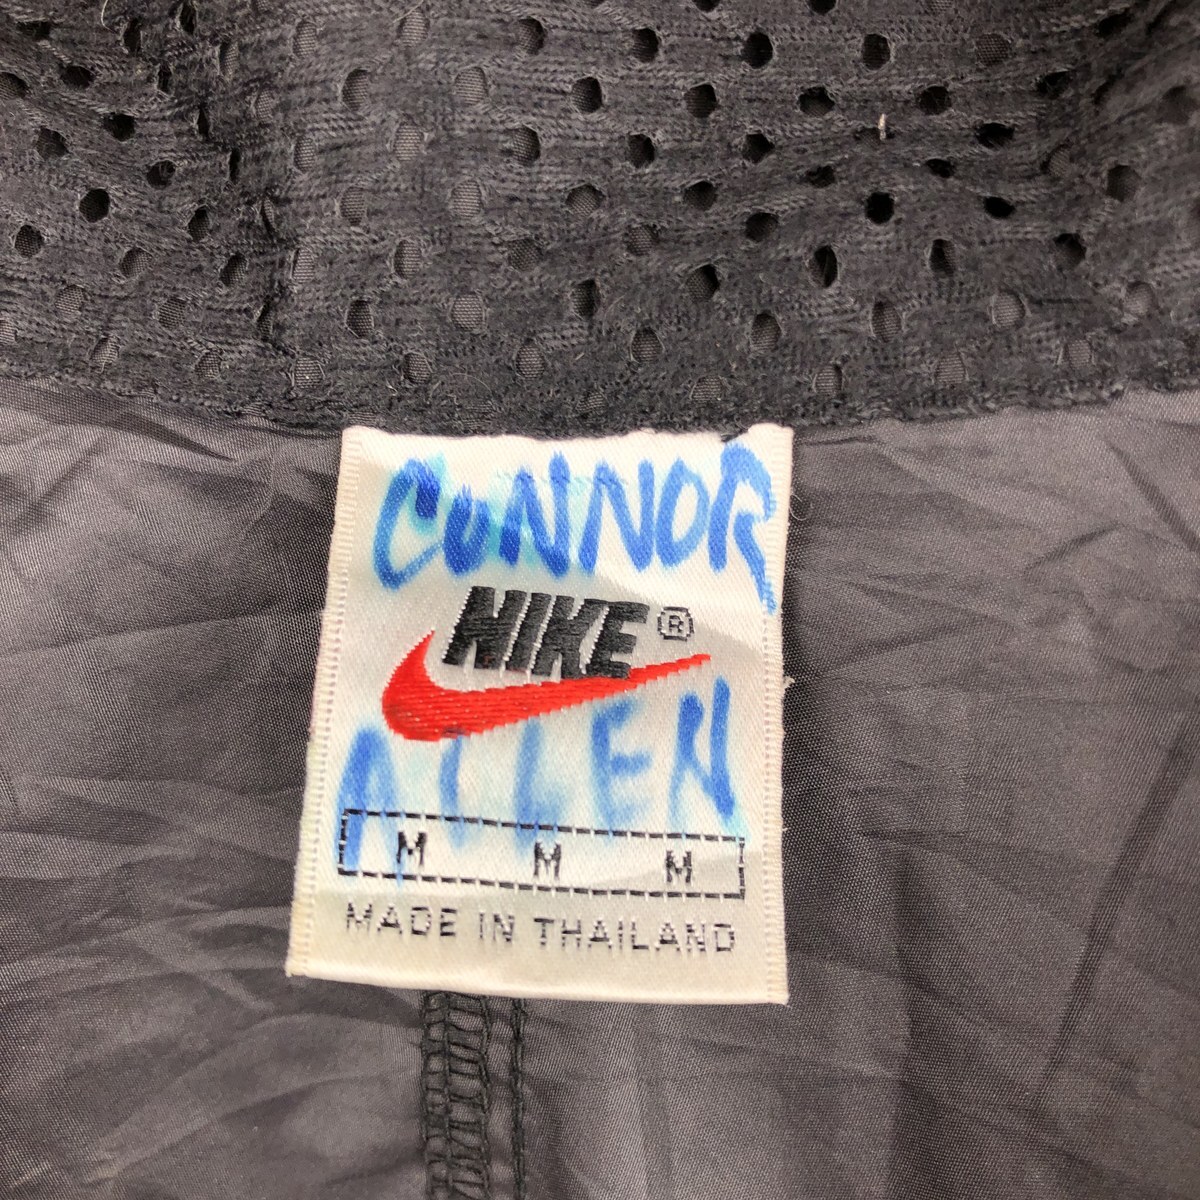 CONNOR
NIKE ®
ALLEN
M M M
MADE IN THAILAND